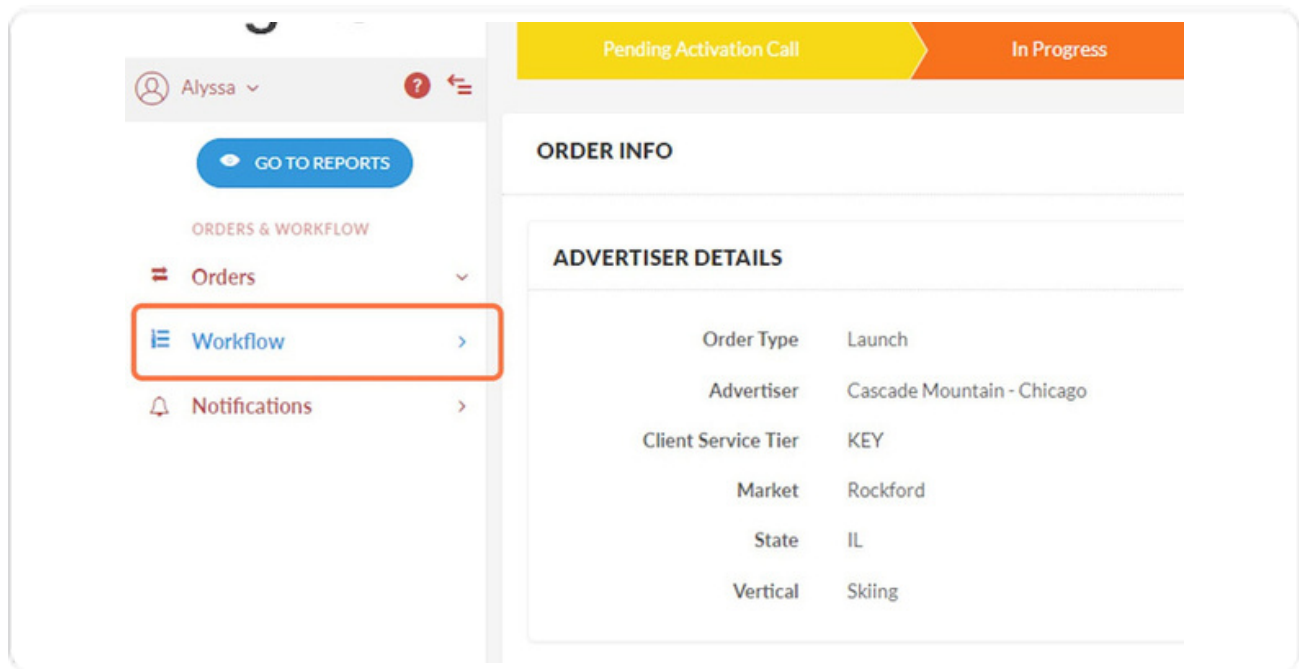 Pending Activation Call
In Progress
Alyssa
?
GO TO REPORTS
ORDERS & WORKFLOW
Orders
Workflow
Notifications
ORDER INFO
ADVERTISER DETAILS
Order Type Launch
Advertiser Cascade Mountain - Chicago
Client Service Tier KEY
Market Rockford
State IL
Vertical Skiing